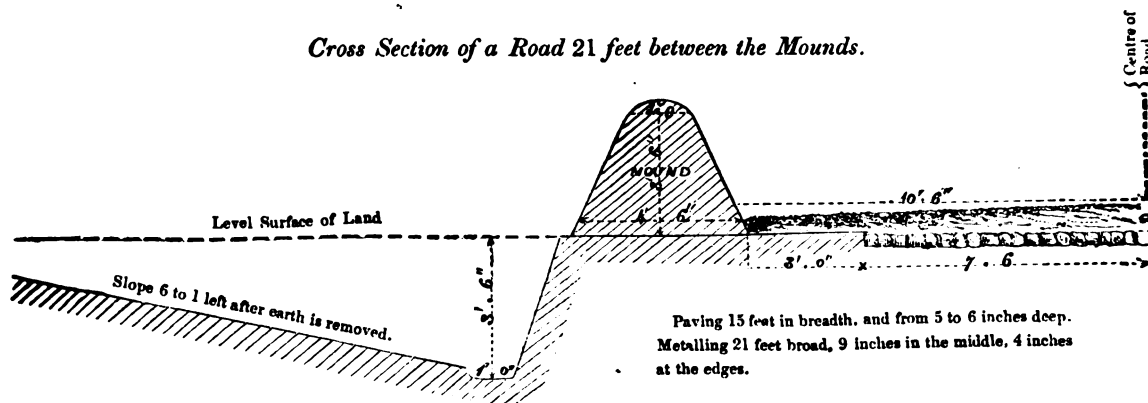 Cross Section of a Road 21 feet between the Mounds.
{Centre of
Road
MOUND
10". 6'"
Level Surface of Land
4' 6"
3'. 6"
3'. 0" x 7 . 6
Slope 6 to 1 left after earth is removed.
1' 0"
Paving 15 feet in breadth, and from 5 to 6 inches deep.
Metalling 21 feet broad, 9 inches in the middle, 4 inches
at the edges.